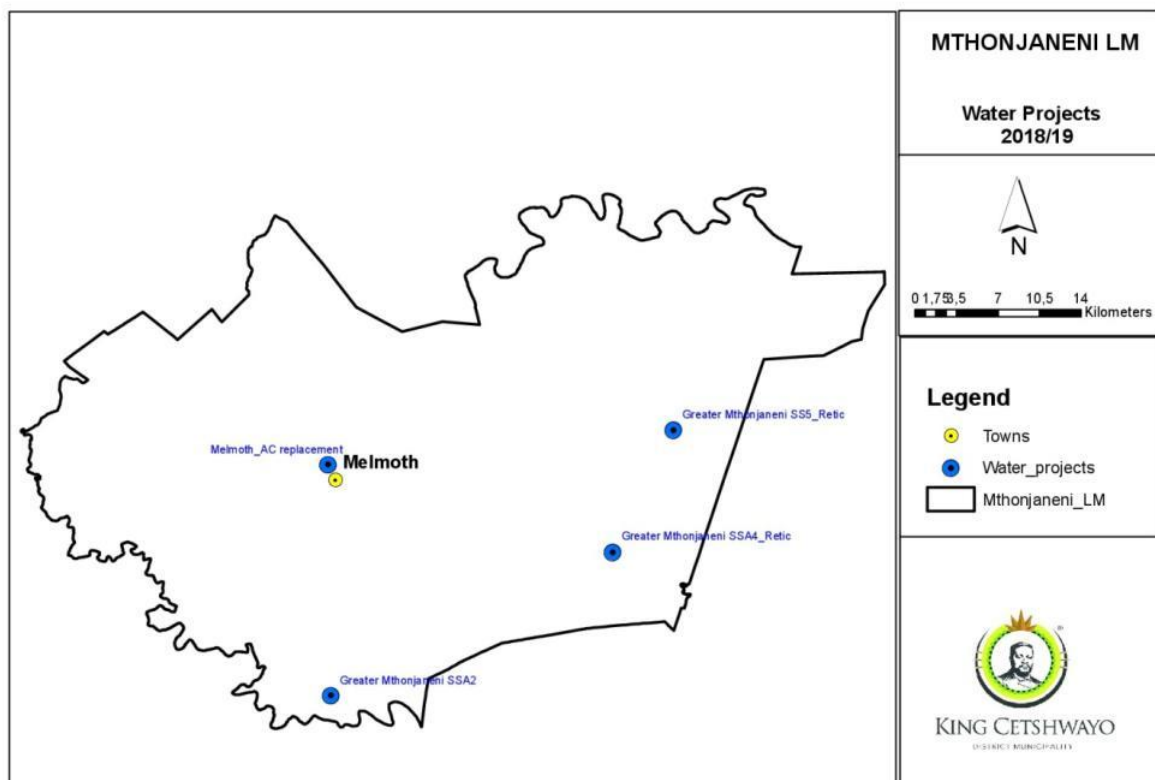 MTHONJANENI LM
Water Projects
2018/19
N
0 1,75 3,5 7 10,5 14
Kilometers
Greater Mthonjaneni SS5_Retic
Melmoth_AC replacement
Melmoth
Greater Mthonjaneni SSA4_Retic
Greater Mthonjaneni SSA2
Legend
Towns
Water_projects
Mthonjaneni_LM
KING CETSHWAYO
DISTRICT MUNICIPALITY